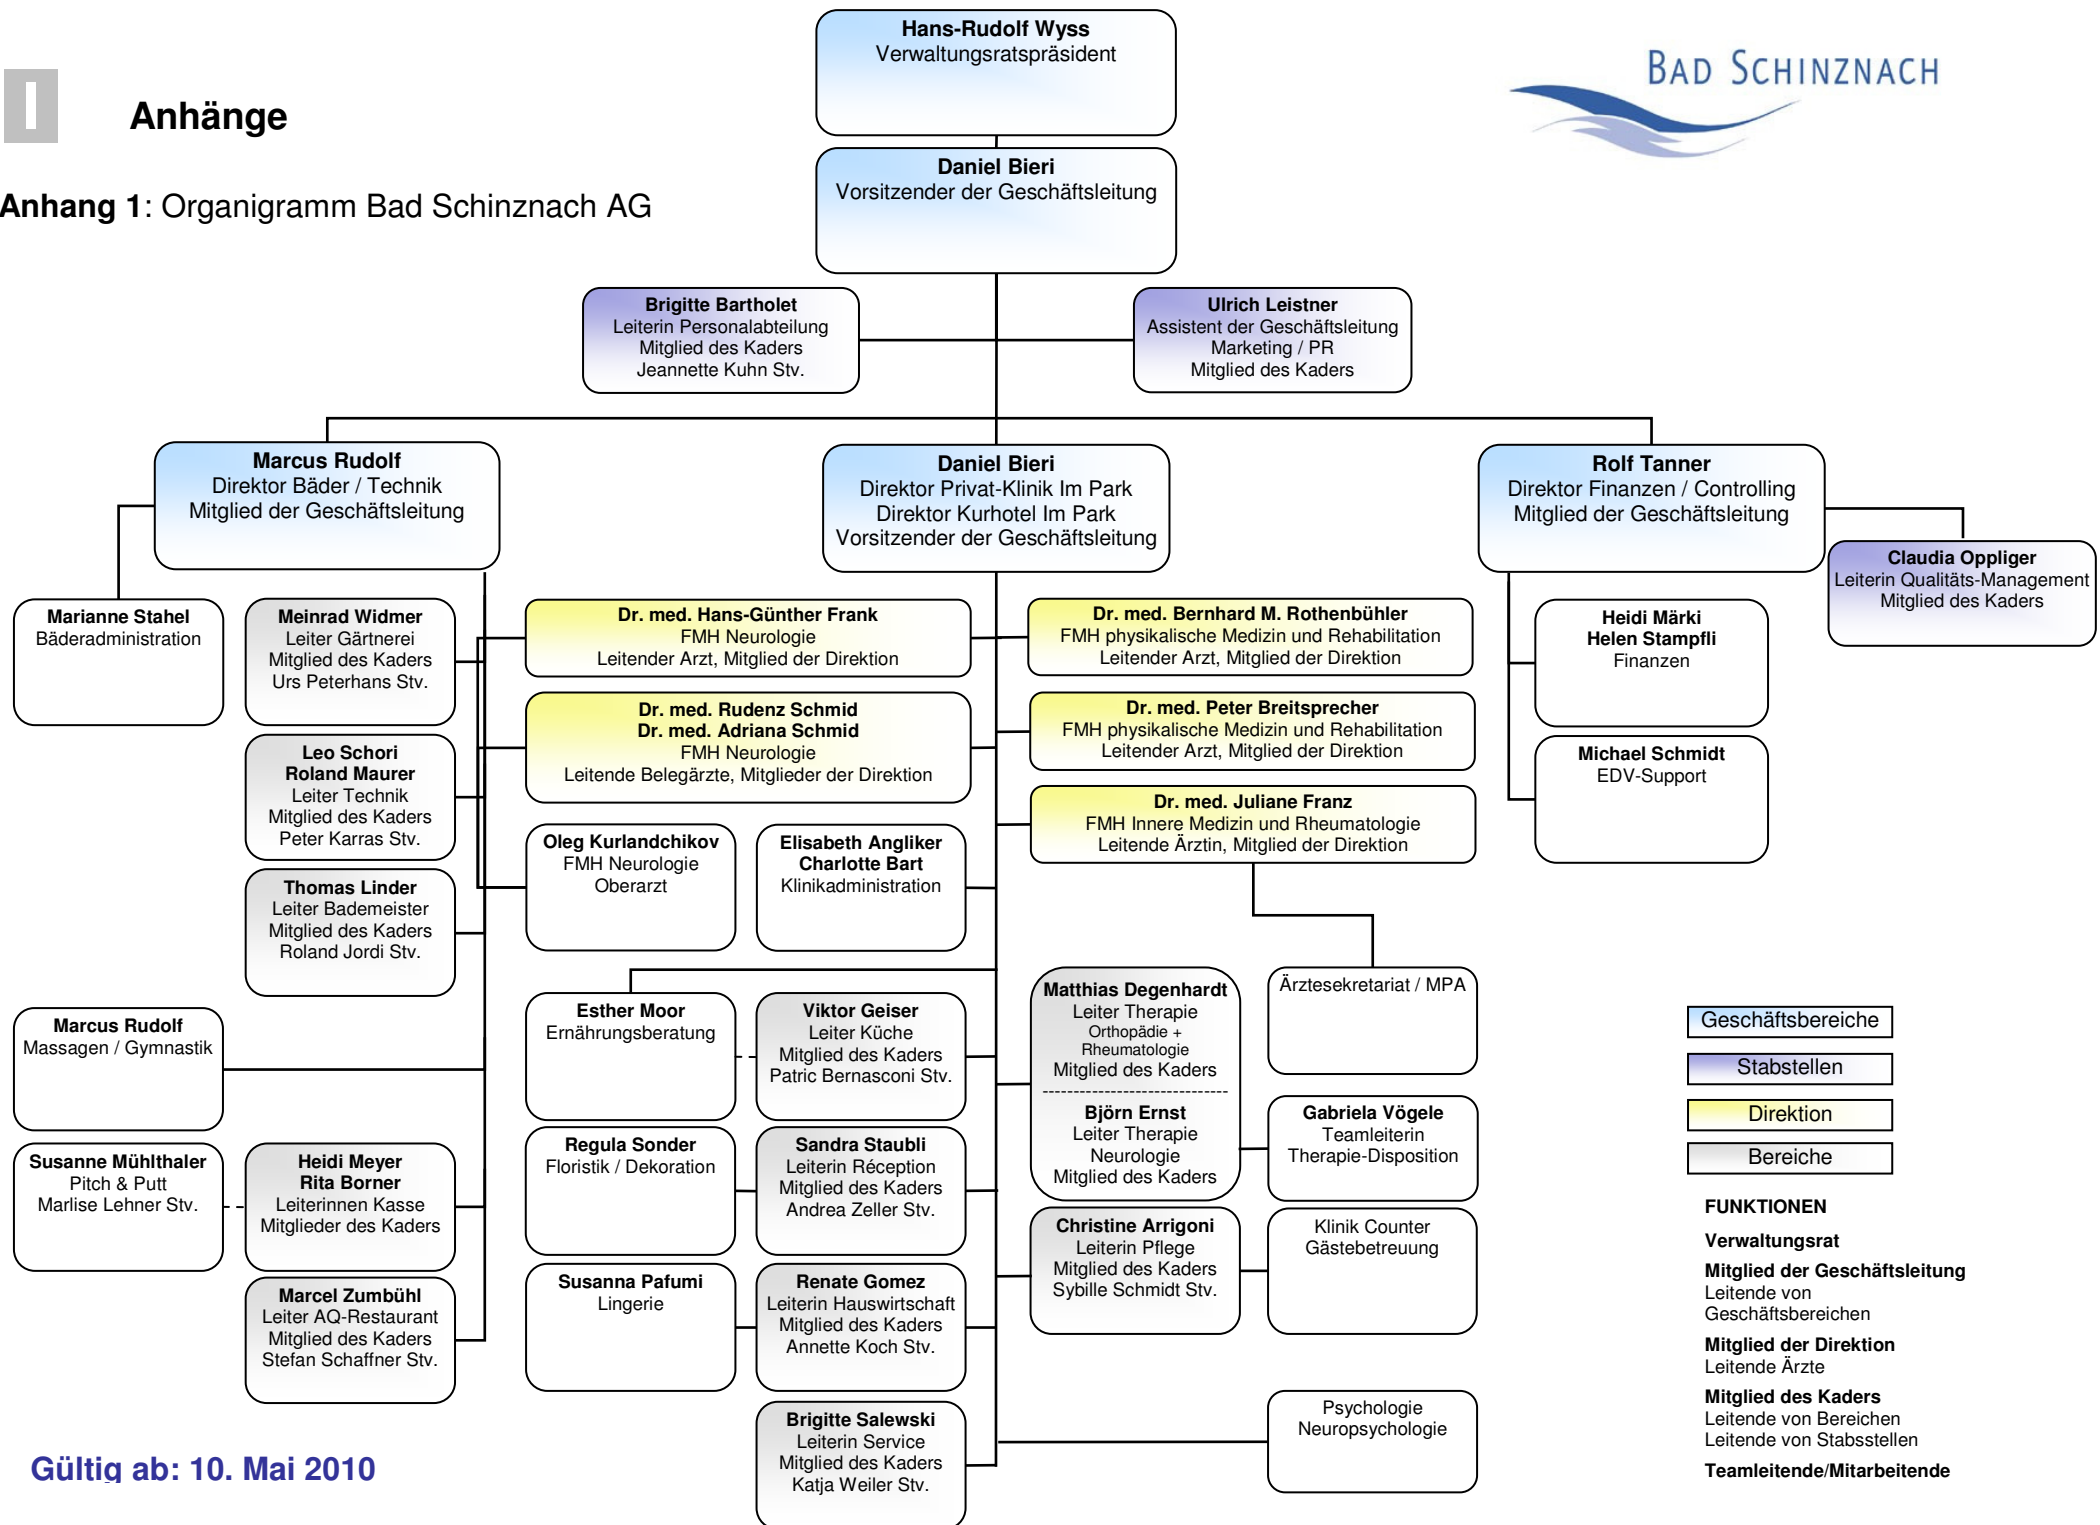 Hans-Rudolf Wyss
Verwaltungsratspräsident
BAD SCHINZNACH
I
Anhänge
Daniel Bieri
Vorsitzender der Geschäftsleitung
Anhang 1: Organigramm Bad Schinznach AG
Brigitte Bartholet
Leiterin Personalabteilung
Mitglied des Kaders
Jeannette Kuhn Stv.
Ulrich Leistner
Assistent der Geschäftsleitung
Marketing / PR
Mitglied des Kaders
Marcus Rudolf
Direktor Bäder / Technik
Mitglied der Geschäftsleitung
Daniel Bieri
Direktor Privat-Klinik Im Park
Direktor Kurhotel Im Park
Vorsitzender der Geschäftsleitung
Rolf Tanner
Direktor Finanzen / Controlling
Mitglied der Geschäftsleitung
Claudia Oppliger
Leiterin Qualitäts-Management
Mitglied des Kaders
Marianne Stahel
Bäderadministration
Meinrad Widmer
Leiter Gärtnerei
Mitglied des Kaders
Urs Peterhans Stv.
Dr. med. Hans-Günther Frank
FMH Neurologie
Leitender Arzt, Mitglied der Direktion
Dr. med. Bernhard M. Rothenbühler
FMH physikalische Medizin und Rehabilitation
Leitender Arzt, Mitglied der Direktion
Heidi Märki
Helen Stampfli
Finanzen
Dr. med. Rudenz Schmid
Dr. med. Adriana Schmid
FMH Neurologie
Leitende Belegärzte, Mitglieder der Direktion
Dr. med. Peter Breitsprecher
FMH physikalische Medizin und Rehabilitation
Leitender Arzt, Mitglied der Direktion
Leo Schori
Roland Maurer
Leiter Technik
Mitglied des Kaders
Peter Karras Stv.
Michael Schmidt
EDV-Support
Dr. med. Juliane Franz
FMH Innere Medizin und Rheumatologie
Leitende Ärztin, Mitglied der Direktion
Oleg Kurlandchikov
FMH Neurologie
Oberarzt
Elisabeth Angliker
Charlotte Bart
Klinikadministration
Thomas Linder
Leiter Bademeister
Mitglied des Kaders
Roland Jordi Stv.
Marcus Rudolf
Massagen / Gymnastik
Esther Moor
Ernährungsberatung
Viktor Geiser
Leiter Küche
Mitglied des Kaders
Patric Bernasconi Stv.
Matthias Degenhardt
Leiter Therapie
Orthopädie +
Rheumatologie
Mitglied des Kaders
------------------------------
Björn Ernst
Leiter Therapie
Neurologie
Mitglied des Kaders
Ärztesekretariat / MPA
Gabriela Vögele
Teamleiterin
Therapie-Disposition
Susanne Mühlthaler
Pitch & Putt
Marlise Lehner Stv.
Heidi Meyer
Rita Borner
Leiterinnen Kasse
Mitglieder des Kaders
Regula Sonder
Floristik / Dekoration
Sandra Staubli
Leiterin Réception
Mitglied des Kaders
Andrea Zeller Stv.
Christine Arrigoni
Leiterin Pflege
Mitglied des Kaders
Sybille Schmidt Stv.
Klinik Counter
Gästebetreuung
Marcel Zumbühl
Leiter AQ-Restaurant
Mitglied des Kaders
Stefan Schaffner Stv.
Susanna Pafumi
Lingerie
Renate Gomez
Leiterin Hauswirtschaft
Mitglied des Kaders
Annette Koch Stv.
Brigitte Salewski
Leiterin Service
Mitglied des Kaders
Katja Weiler Stv.
Psychologie
Neuropsychologie
Geschäftsbereiche
Stabstellen
Direktion
Bereiche
FUNKTIONEN
Verwaltungsrat
Mitglied der Geschäftsleitung
Leitende von
Geschäftsbereichen
Mitglied der Direktion
Leitende Ärzte
Mitglied des Kaders
Leitende von Bereichen
Leitende von Stabsstellen
Teamleitende/Mitarbeitende
Gültig ab: 10. Mai 2010